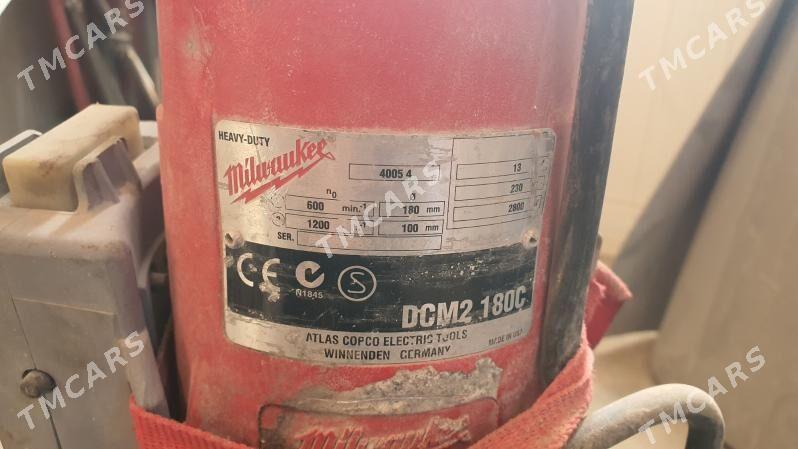 HEAVY-DUTY
Milwaukee
4005 4
13
n0
Ø
230
600 min.-1 180 mm
2800
1200 100 mm
SER.
CE
N1845
S
DCM2 180C
ATLAS COPCO ELECTRIC TOOLS
WINNENDEN GERMANY
MADE IN USA
Milwaukee
TMCARS
TMCARS
TMCARS
TMCARS
TMCARS
TMCARS